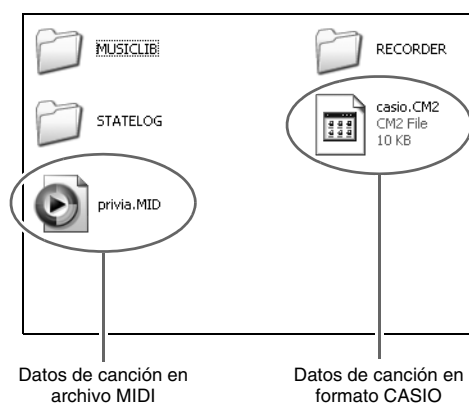 MUSICLIB
RECORDER
STATELOG
casio.CM2
CM2 File
10 KB
privia.MID
Datos de canción en
archivo MIDI
Datos de canción en
formato CASIO